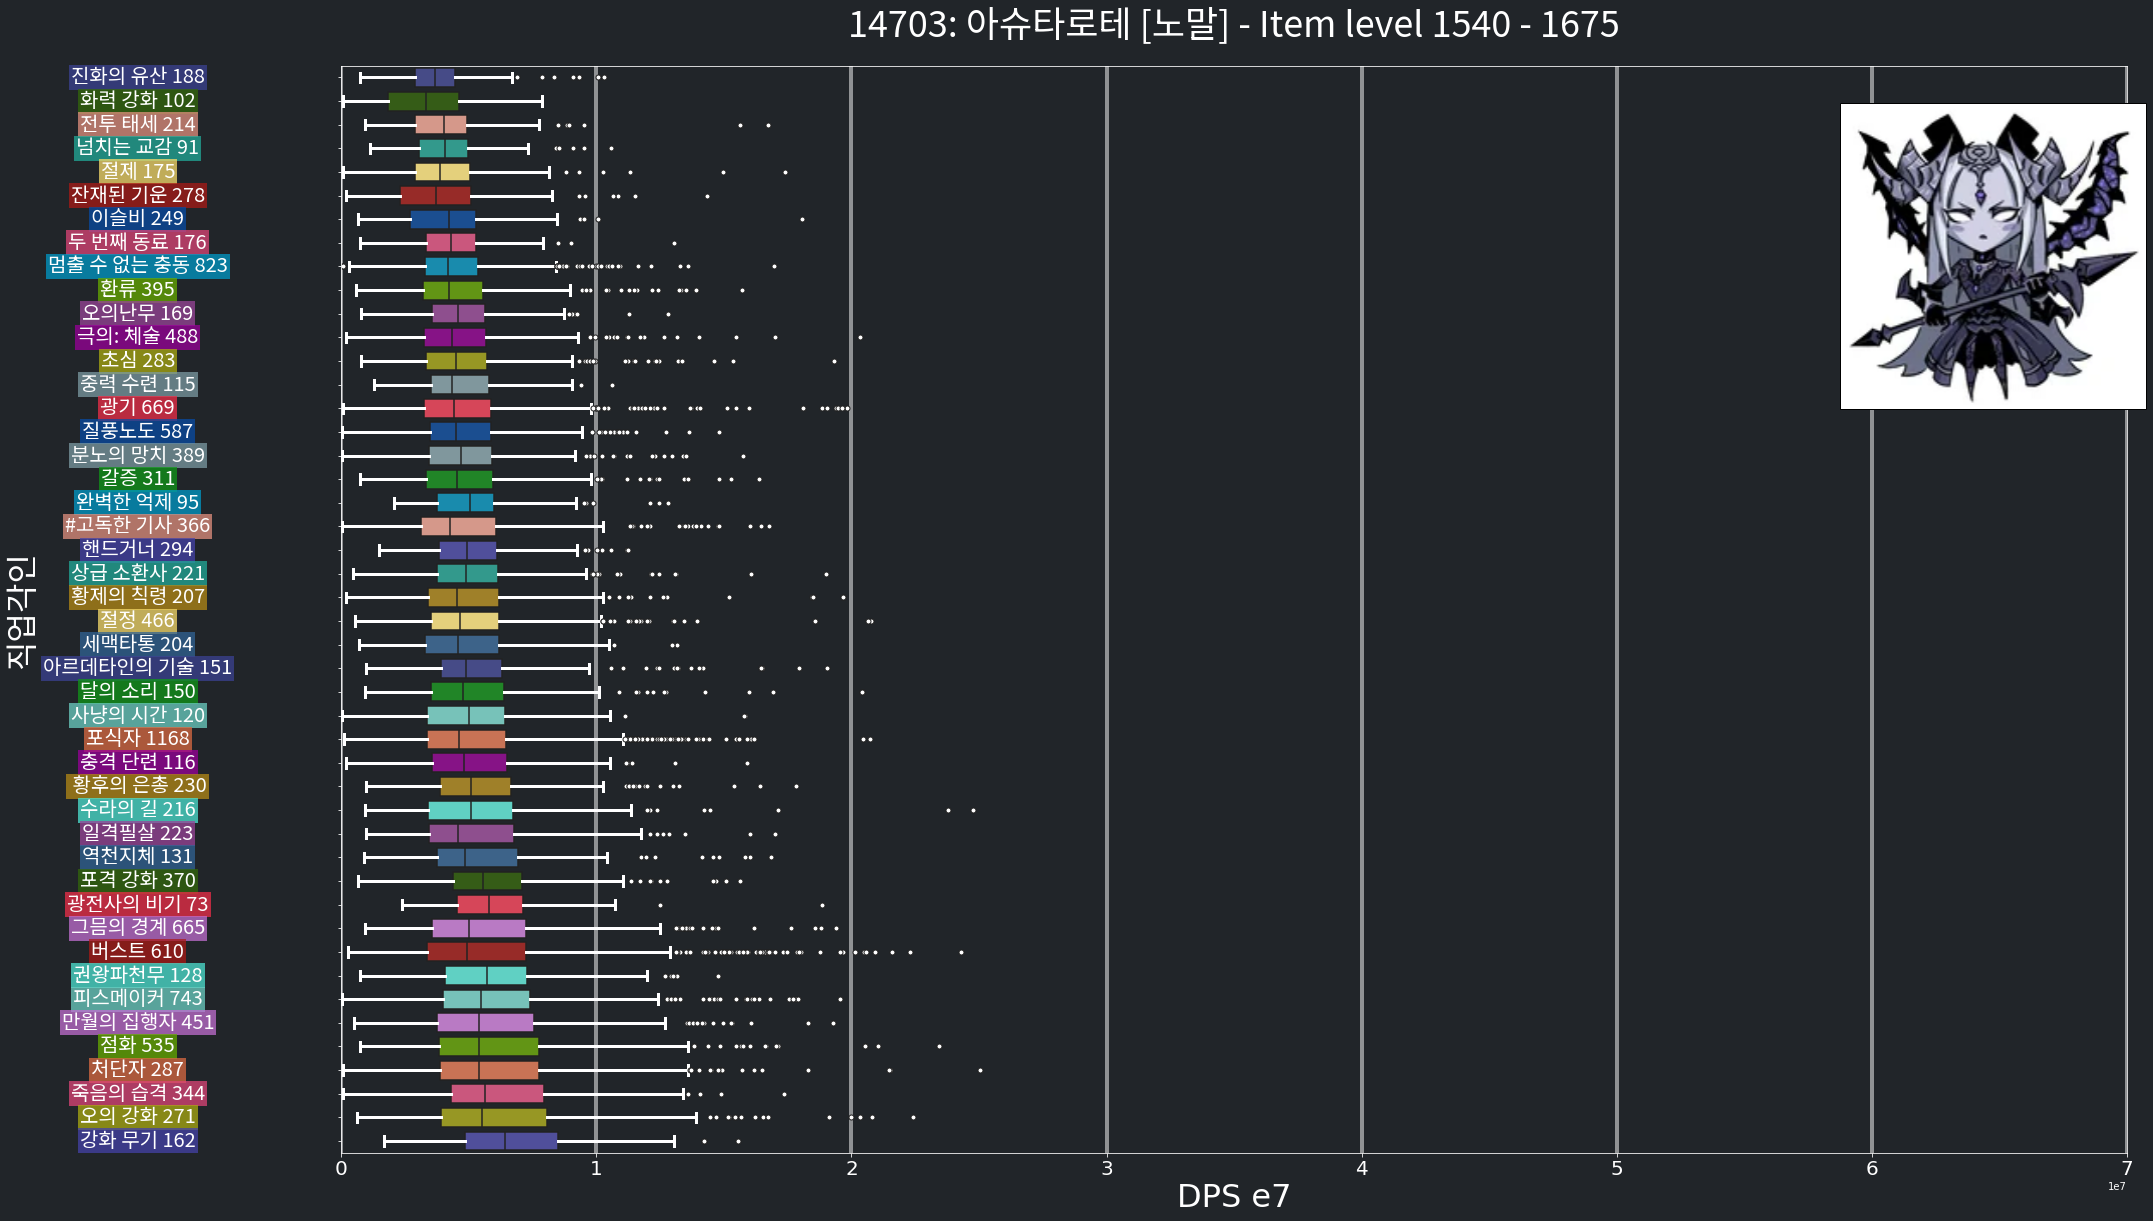 14703: 아슈타로테 [노말] - Item level 1540 - 1675
진화의 유산 188
화력 강화 102
전투 태세 214
넘치는 교감 91
절제 175
잔재된 기운 278
이슬비 249
두 번째 동료 176
멈출 수 없는 충동 823
환류 395
오의난무 169
극의: 체술 488
초심 283
중력 수련 115
광기 669
질풍노도 587
분노의 망치 389
갈증 311
완벽한 억제 95
#고독한 기사 366
핸드거너 294
상급 소환사 221
황제의 칙령 207
절정 466
세맥타통 204
아르데타인의 기술 151
달의 소리 150
사냥의 시간 120
포식자 1168
충격 단련 116
황후의 은총 230
수라의 길 216
일격필살 223
역천지체 131
포격 강화 370
광전사의 비기 73
그믐의 경계 665
버스트 610
권왕파천무 128
피스메이커 743
만월의 집행자 451
점화 535
처단자 287
죽음의 습격 344
오의 강화 271
강화 무기 162
직업각인
0 1 2 3 4 5 6 7
1e7
DPS e7